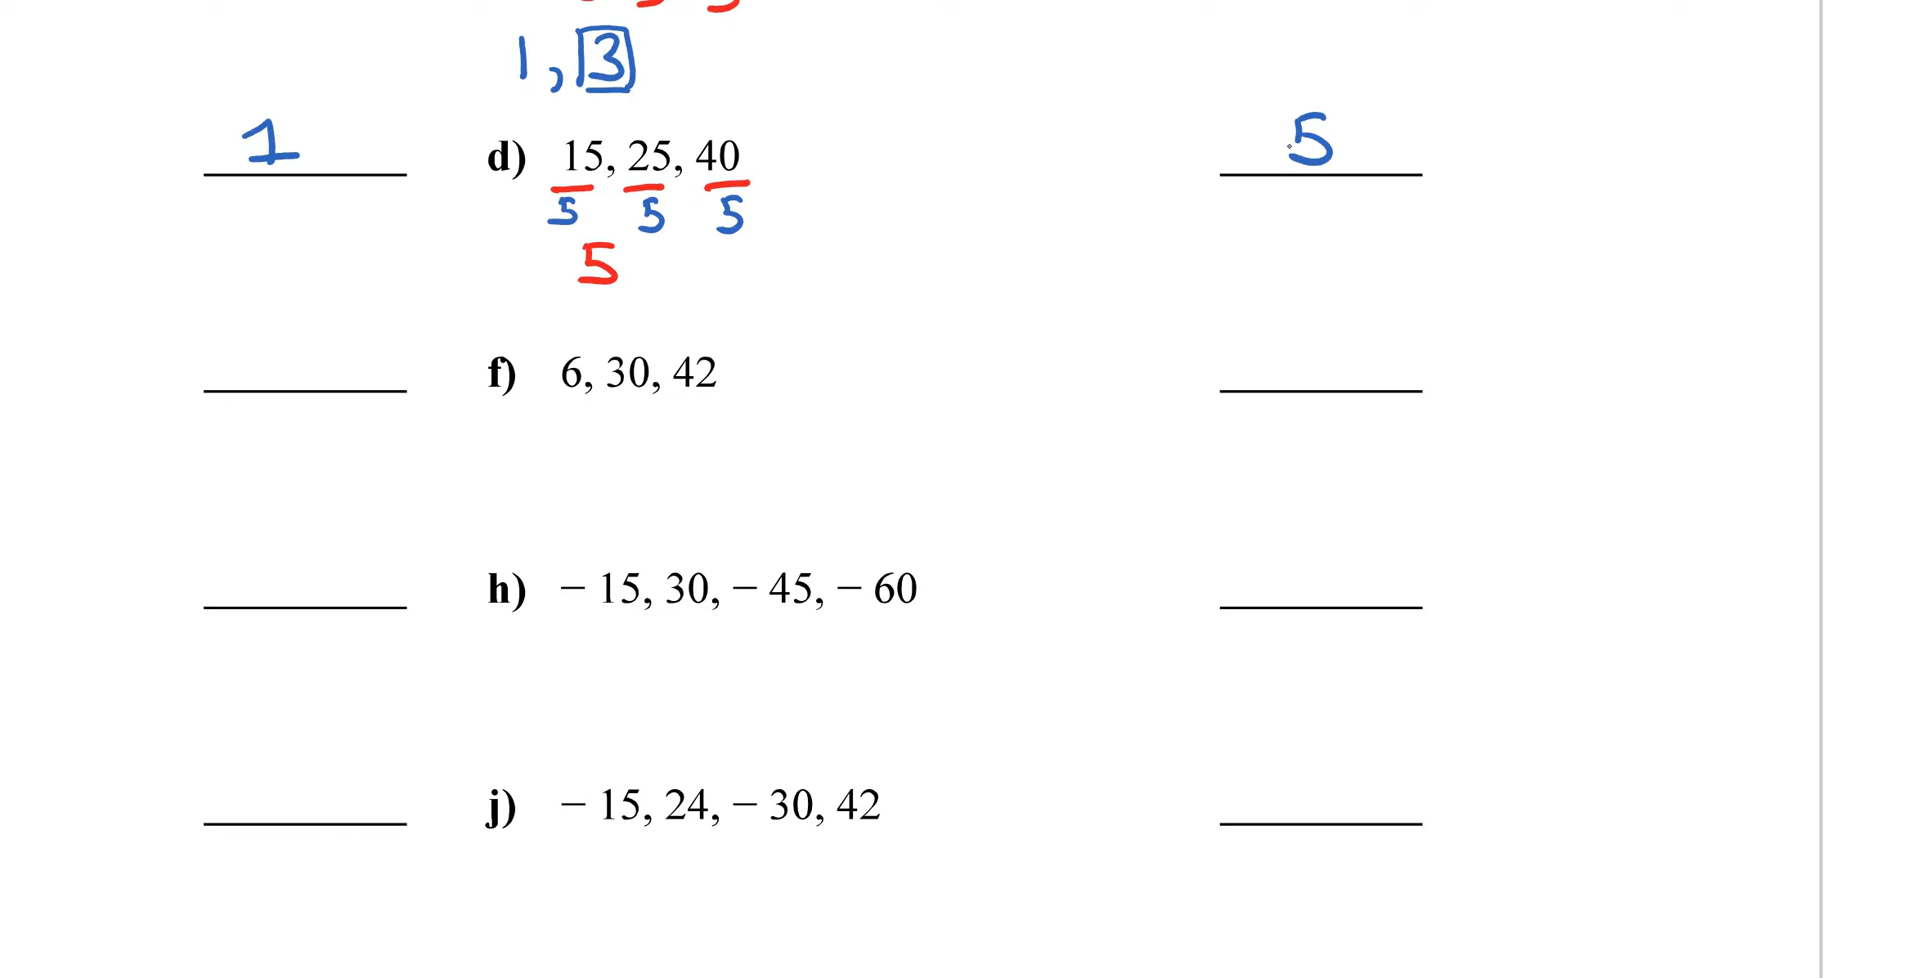 1, 3
1 d) 15, 25, 40 5
5 5 5
5
f) 6, 30, 42
h) − 15, 30, − 45, − 60
j) − 15, 24, − 30, 42